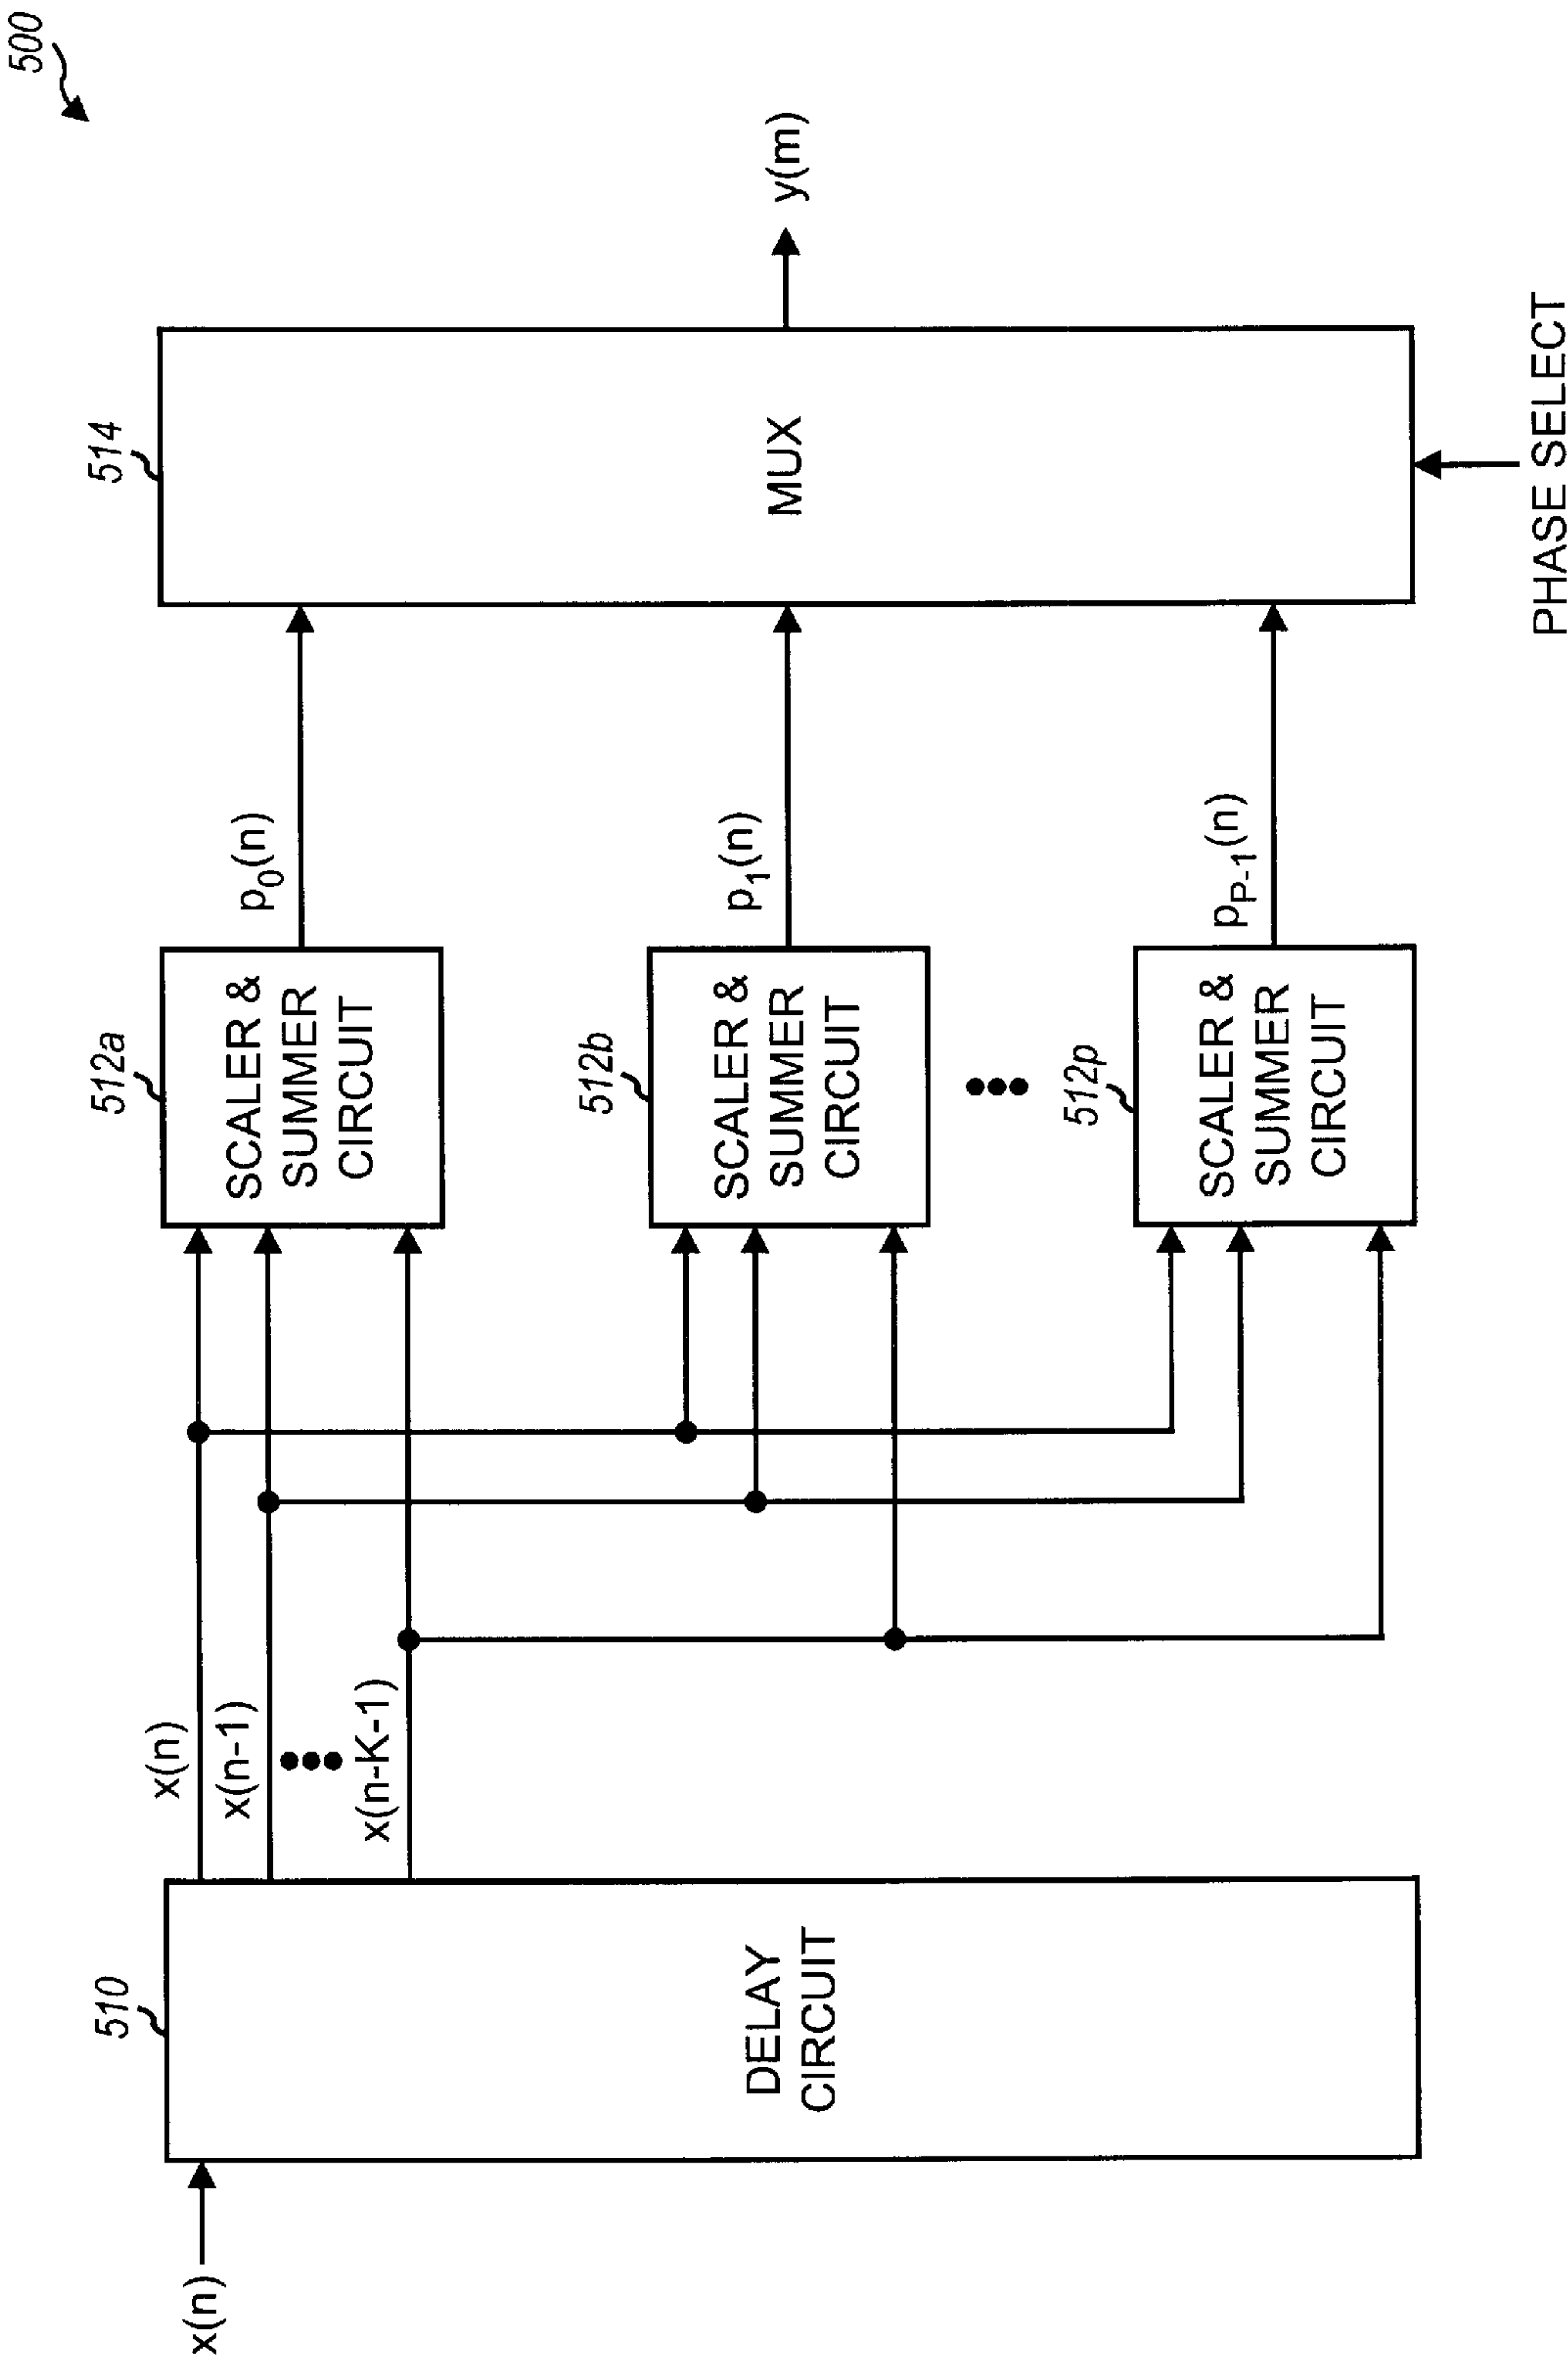 500
x(n)
510
DELAY
CIRCUIT
x(n)
x(n-1)
x(n-K-1)
512a
SCALER &
SUMMER
CIRCUIT
p0(n)
512b
SCALER &
SUMMER
CIRCUIT
p1(n)
512p
SCALER &
SUMMER
CIRCUIT
pP-1(n)
514
MUX
y(m)
PHASE SELECT